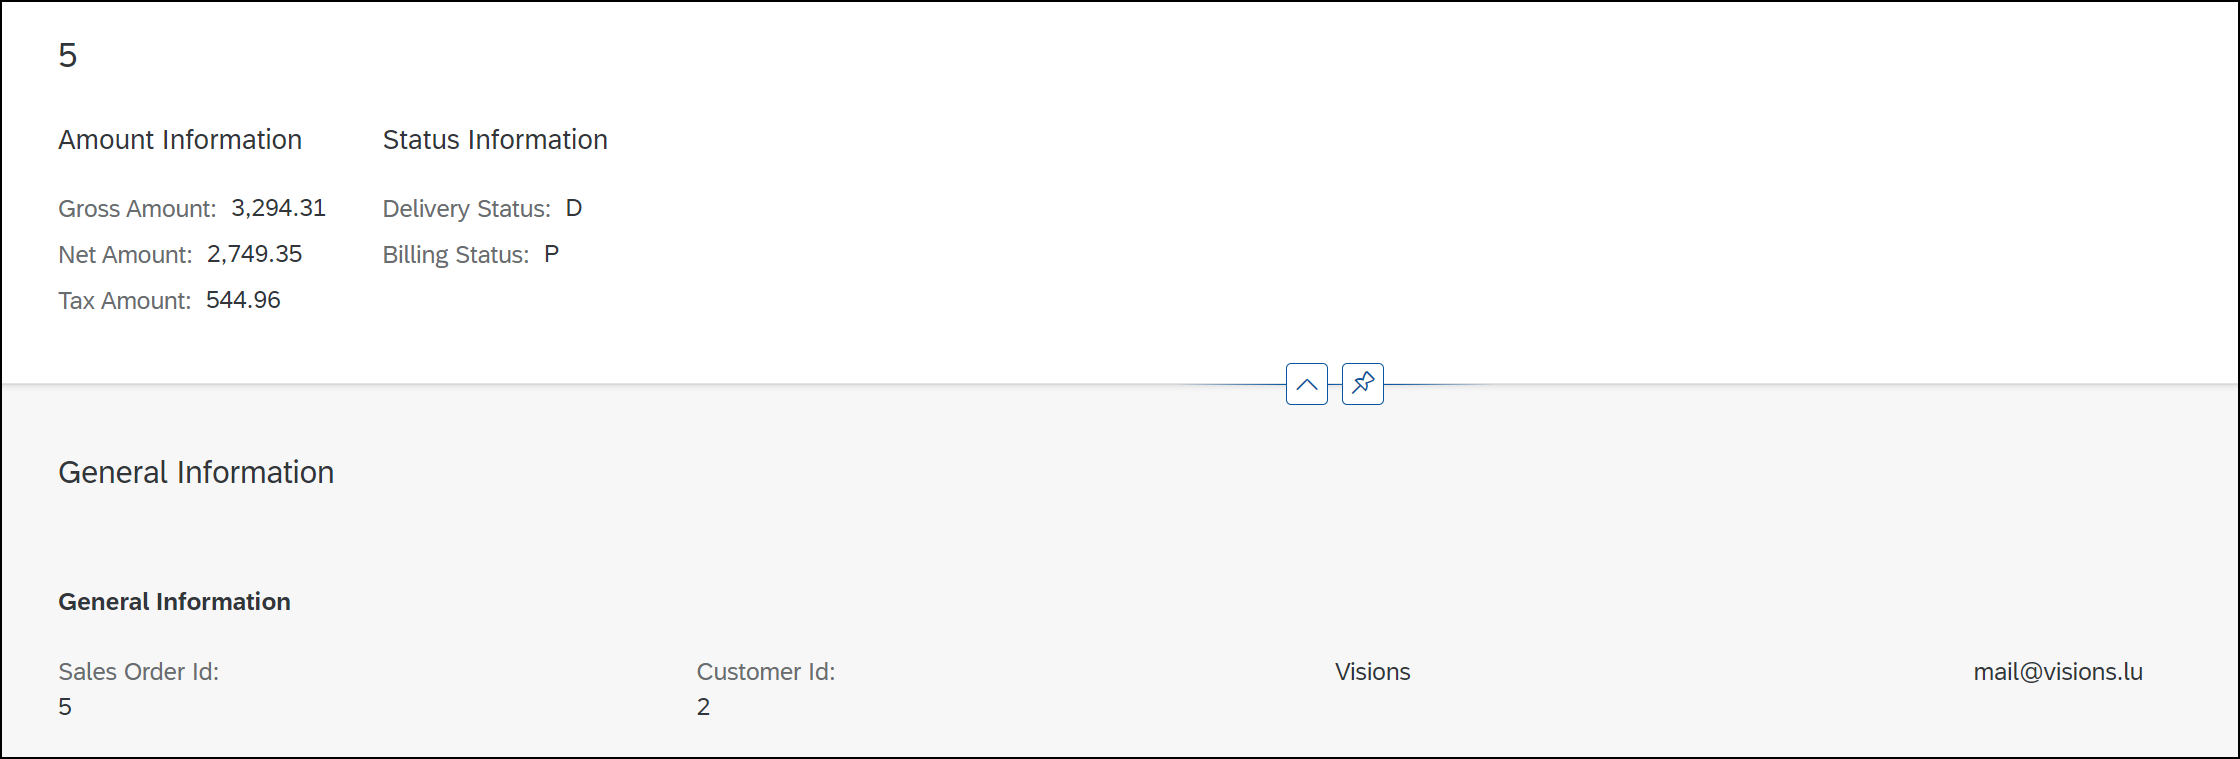 5
Amount Information Status Information
Gross Amount: 3,294.31 Delivery Status: D
Net Amount: 2,749.35 Billing Status: P
Tax Amount: 544.96
General Information
General Information
Sales Order Id: Customer Id: Visions mail@visions.lu
5 2